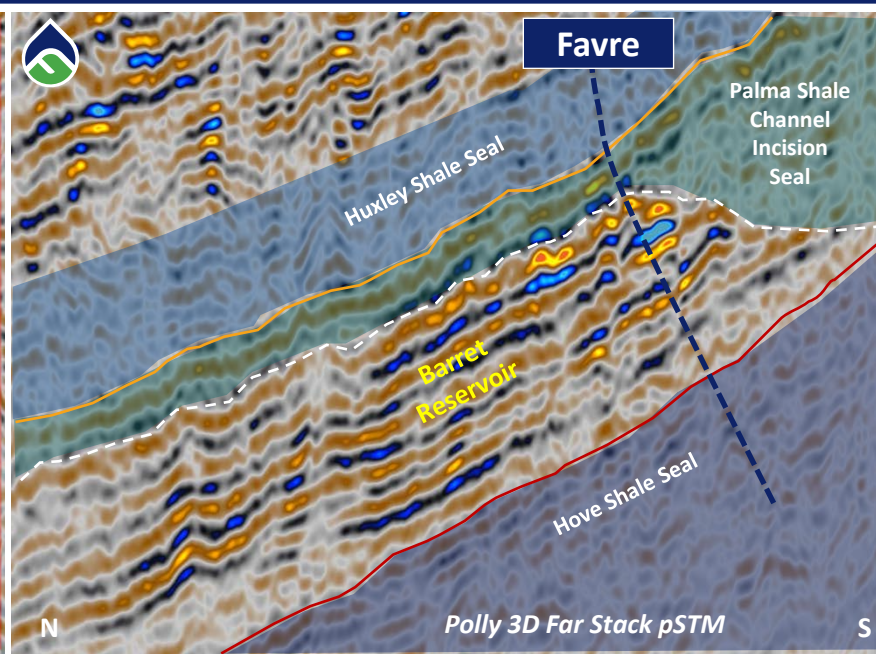 Favre
Palma Shale
Channel
Incision
Seal
Huxley Shale Seal
Barret
Reservoir
Hove Shale Seal
N
Polly 3D Far Stack pSTM
S